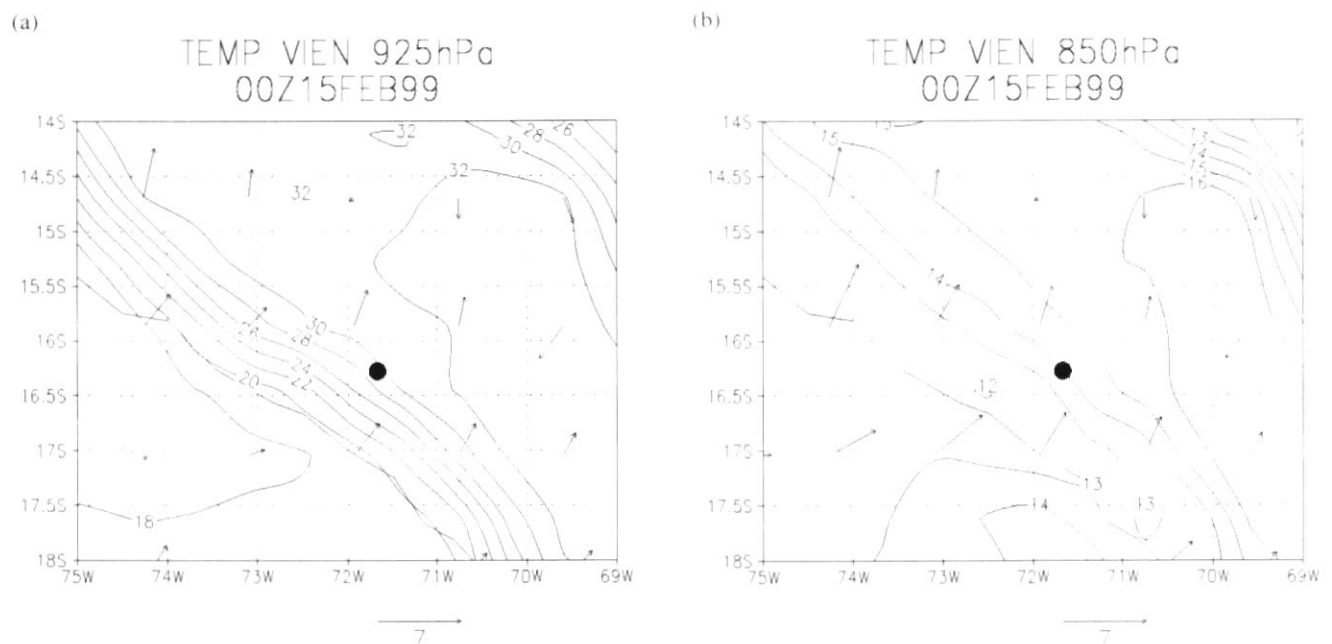 (a)
TEMP VIEN 925hPa
00Z15FEB99
14S
14.5S
15S
15.5S
16S
16.5S
17S
17.5S
18S
75W
74W
73W
72W
71W
70W
69W
32
28
26
30
32
32
30
28
26
24
22
20
18
7
(b)
TEMP VIEN 850hPa
00Z15FEB99
14S
14.5S
15S
15.5S
16S
16.5S
17S
17.5S
18S
75W
74W
73W
72W
71W
70W
69W
15
15
13
14
15
16
14
12
13
14
13
7